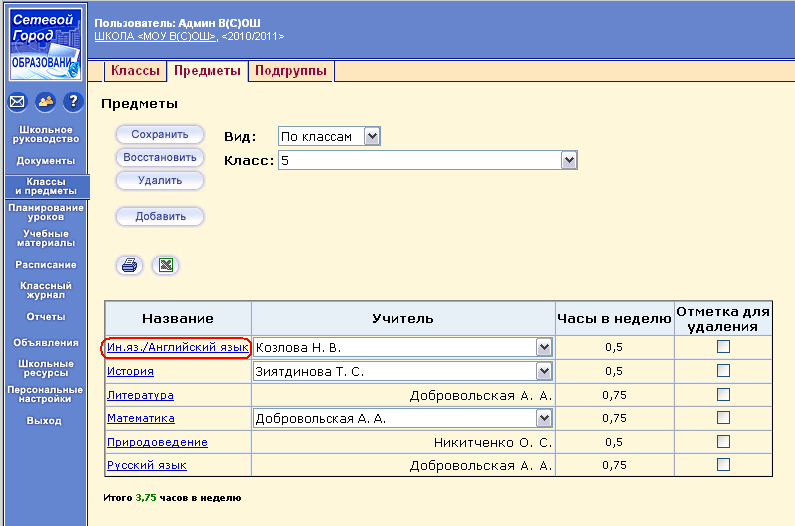 Сетевой
Город
ОБРАЗОВАНИ
Пользователь: Админ В(С)ОШ
ШКОЛА <МОУ В(С)ОШ>, <2010/2011>
Классы Предметы Подгруппы
?
Школьное
руководство
Документы
Классы
и предметы
Планирование
уроков
Учебные
материалы
Расписание
Классный
журнал
Отчеты
Объявления
Школьные
ресурсы
Персональные
настройки
Выход
Предметы
Сохранить
Восстановить
Удалить
Добавить
Вид: По классам
Класс: 5
Название Учитель Часы в неделю Отметка для
удаления
Ин.яз./Английский язык Козлова Н. В. 0,5
История Зиятдинова Т. С. 0,5
Литература Добровольская А. А. 0,75
Математика Добровольская А. А. 0,75
Природоведение Никитченко О. С. 0,5
Русский язык Добровольская А. А. 0,75
Итого 3,75 часов в неделю